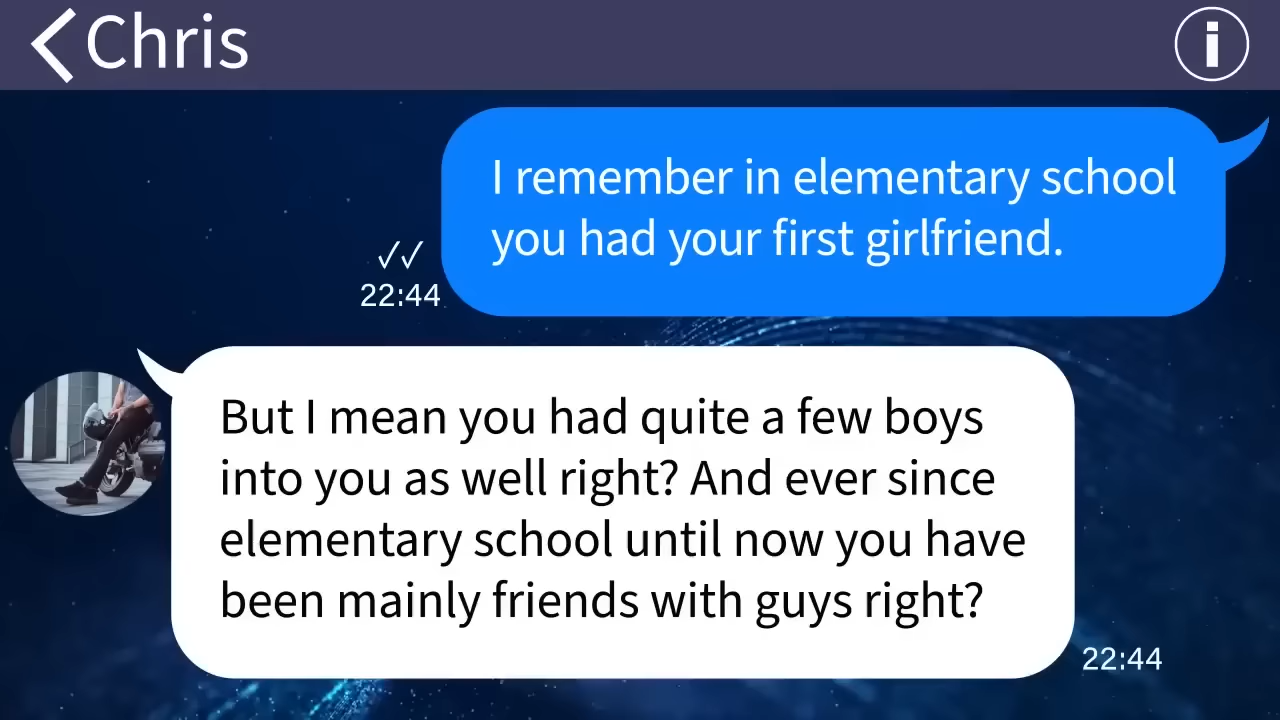 Chris
i
I remember in elementary school
you had your first girlfriend.
✓✓
22:44
But I mean you had quite a few boys
into you as well right? And ever since
elementary school until now you have
been mainly friends with guys right?
22:44